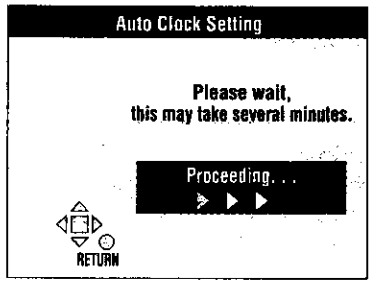 Auto Clock Setting
Please wait,
this may take several minutes.
Proceeding. . .
RETURN